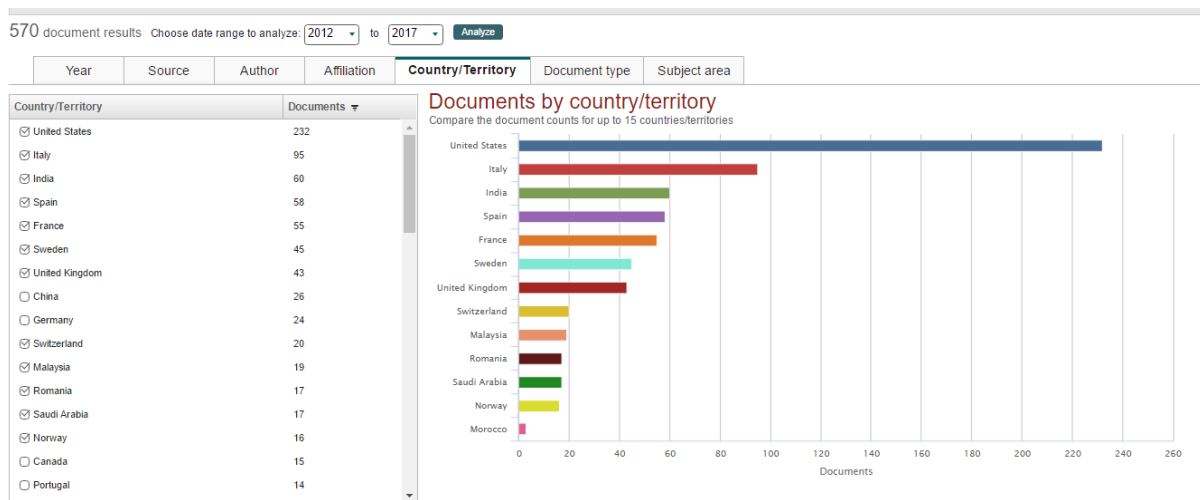 570 document results Choose date range to analyze: 2012 to 2017 Analyze
Year Source Author Affiliation Country/Territory Document type Subject area
Country/Territory Documents
United States 232
Italy 95
India 60
Spain 58
France 55
Sweden 45
United Kingdom 43
China 26
Germany 24
Switzerland 20
Malaysia 19
Romania 17
Saudi Arabia 17
Norway 16
Canada 15
Portugal 14
Documents by country/territory
Compare the document counts for up to 15 countries/territories
United States
Italy
India
Spain
France
Sweden
United Kingdom
Switzerland
Malaysia
Romania
Saudi Arabia
Norway
Morocco
0 20 40 60 80 100 120 140 160 180 200 220 240 260
Documents